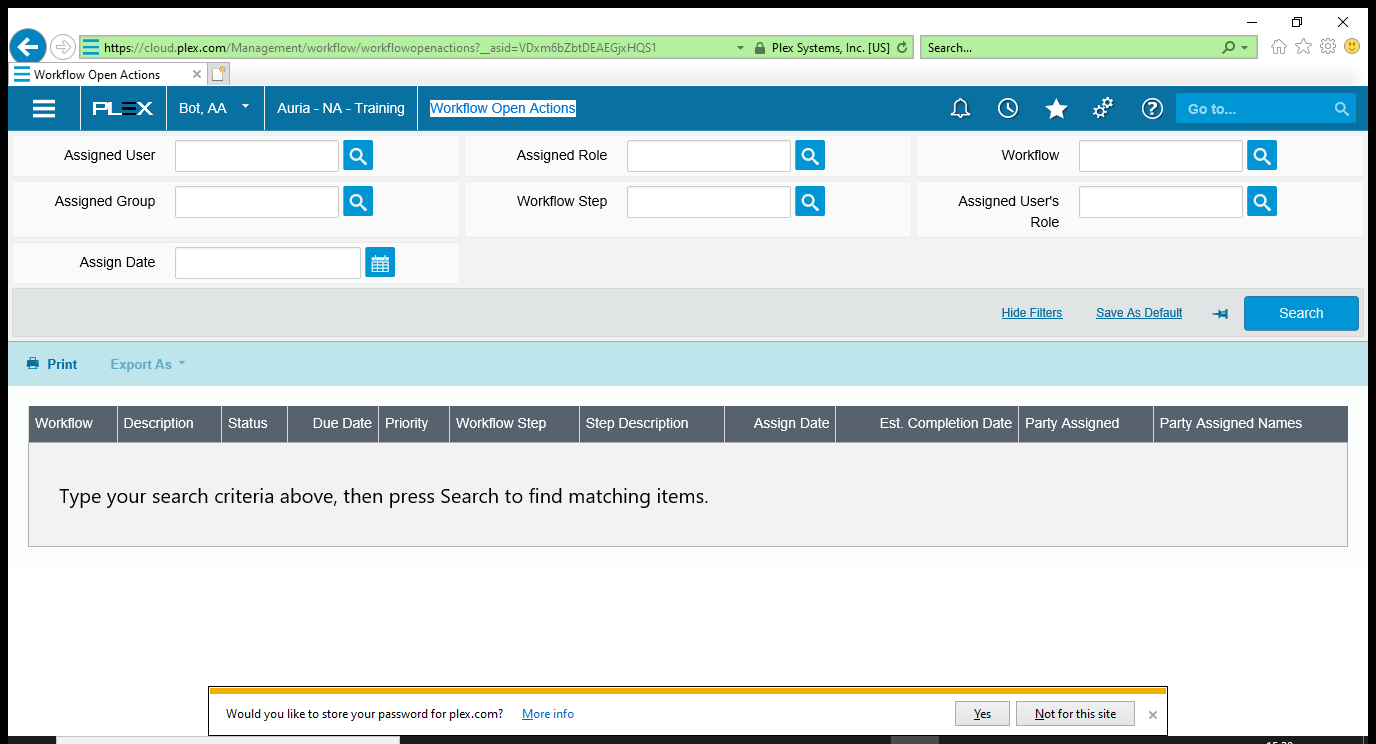 https://cloud.plex.com/Management/workflow/workflowopenactions?__asid=VDxm6bZbtDEAEGjxHQS1 Plex Systems, Inc. [US] Search...
Workflow Open Actions
PLEX Bot, AA Auria - NA - Training Workflow Open Actions Go to...
Assigned User Assigned Role Workflow
Assigned Group Workflow Step Assigned User's
Role
Assign Date
Hide Filters Save As Default Search
Print Export As
Workflow Description Status Due Date Priority Workflow Step Step Description Assign Date Est. Completion Date Party Assigned Party Assigned Names
Type your search criteria above, then press Search to find matching items.
Would you like to store your password for plex.com? More info Yes Not for this site